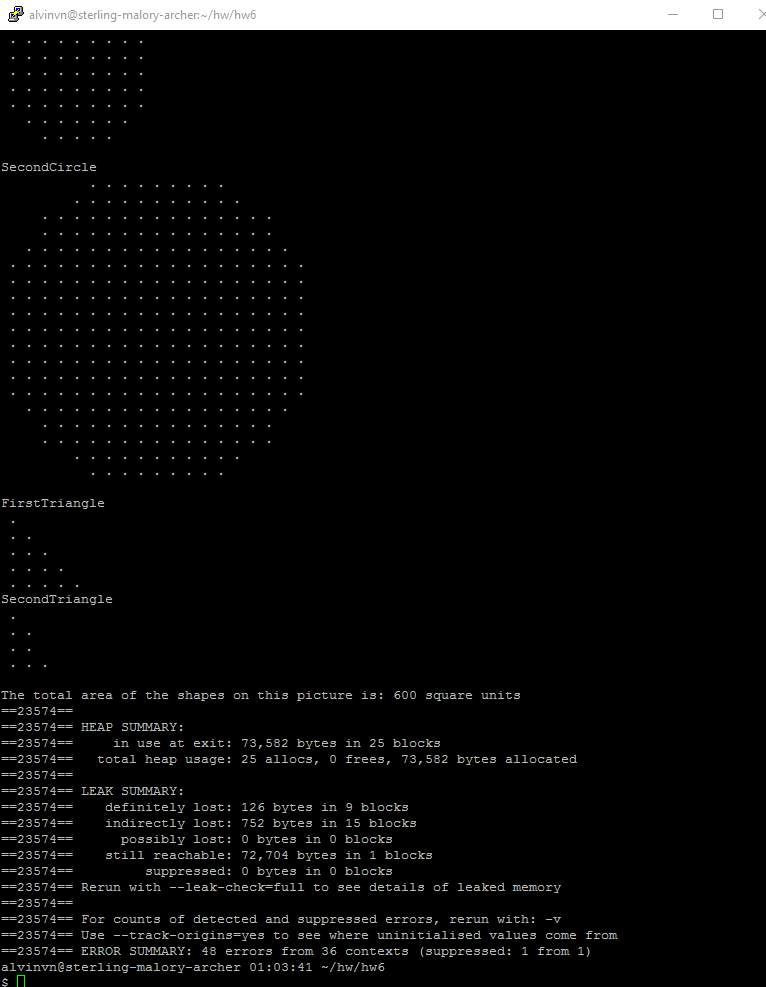 alvinvn@sterling-malory-archer:~/hw/hw6
. . . . . . . . .
. . . . . . . . .
. . . . . . . . .
. . . . . . . . .
. . . . . . . . .
. . . . . . .
. . . . .
SecondCircle
. . . . . . . . .
. . . . . . . . . . .
. . . . . . . . . . . . . . .
. . . . . . . . . . . . . . .
. . . . . . . . . . . . . . . . .
. . . . . . . . . . . . . . . . . . .
. . . . . . . . . . . . . . . . . . .
. . . . . . . . . . . . . . . . . . .
. . . . . . . . . . . . . . . . . . .
. . . . . . . . . . . . . . . . . . .
. . . . . . . . . . . . . . . . . . .
. . . . . . . . . . . . . . . . . . .
. . . . . . . . . . . . . . . . . . .
. . . . . . . . . . . . . . . . . . .
. . . . . . . . . . . . . . . . .
. . . . . . . . . . . . . . .
. . . . . . . . . . . . . . .
. . . . . . . . . . .
. . . . . . . . .
FirstTriangle
.
. .
. . .
. . . .
. . . . .
SecondTriangle
.
. .
. .
. . .
The total area of the shapes on this picture is: 600 square units
==23574==
==23574== HEAP SUMMARY:
==23574==     in use at exit: 73,582 bytes in 25 blocks
==23574==   total heap usage: 25 allocs, 0 frees, 73,582 bytes allocated
==23574==
==23574== LEAK SUMMARY:
==23574==    definitely lost: 126 bytes in 9 blocks
==23574==    indirectly lost: 752 bytes in 15 blocks
==23574==      possibly lost: 0 bytes in 0 blocks
==23574==    still reachable: 72,704 bytes in 1 blocks
==23574==         suppressed: 0 bytes in 0 blocks
==23574== Rerun with --leak-check=full to see details of leaked memory
==23574==
==23574== For counts of detected and suppressed errors, rerun with: -v
==23574== Use --track-origins=yes to see where uninitialised values come from
==23574== ERROR SUMMARY: 48 errors from 36 contexts (suppressed: 1 from 1)
alvinvn@sterling-malory-archer 01:03:41 ~/hw/hw6
$